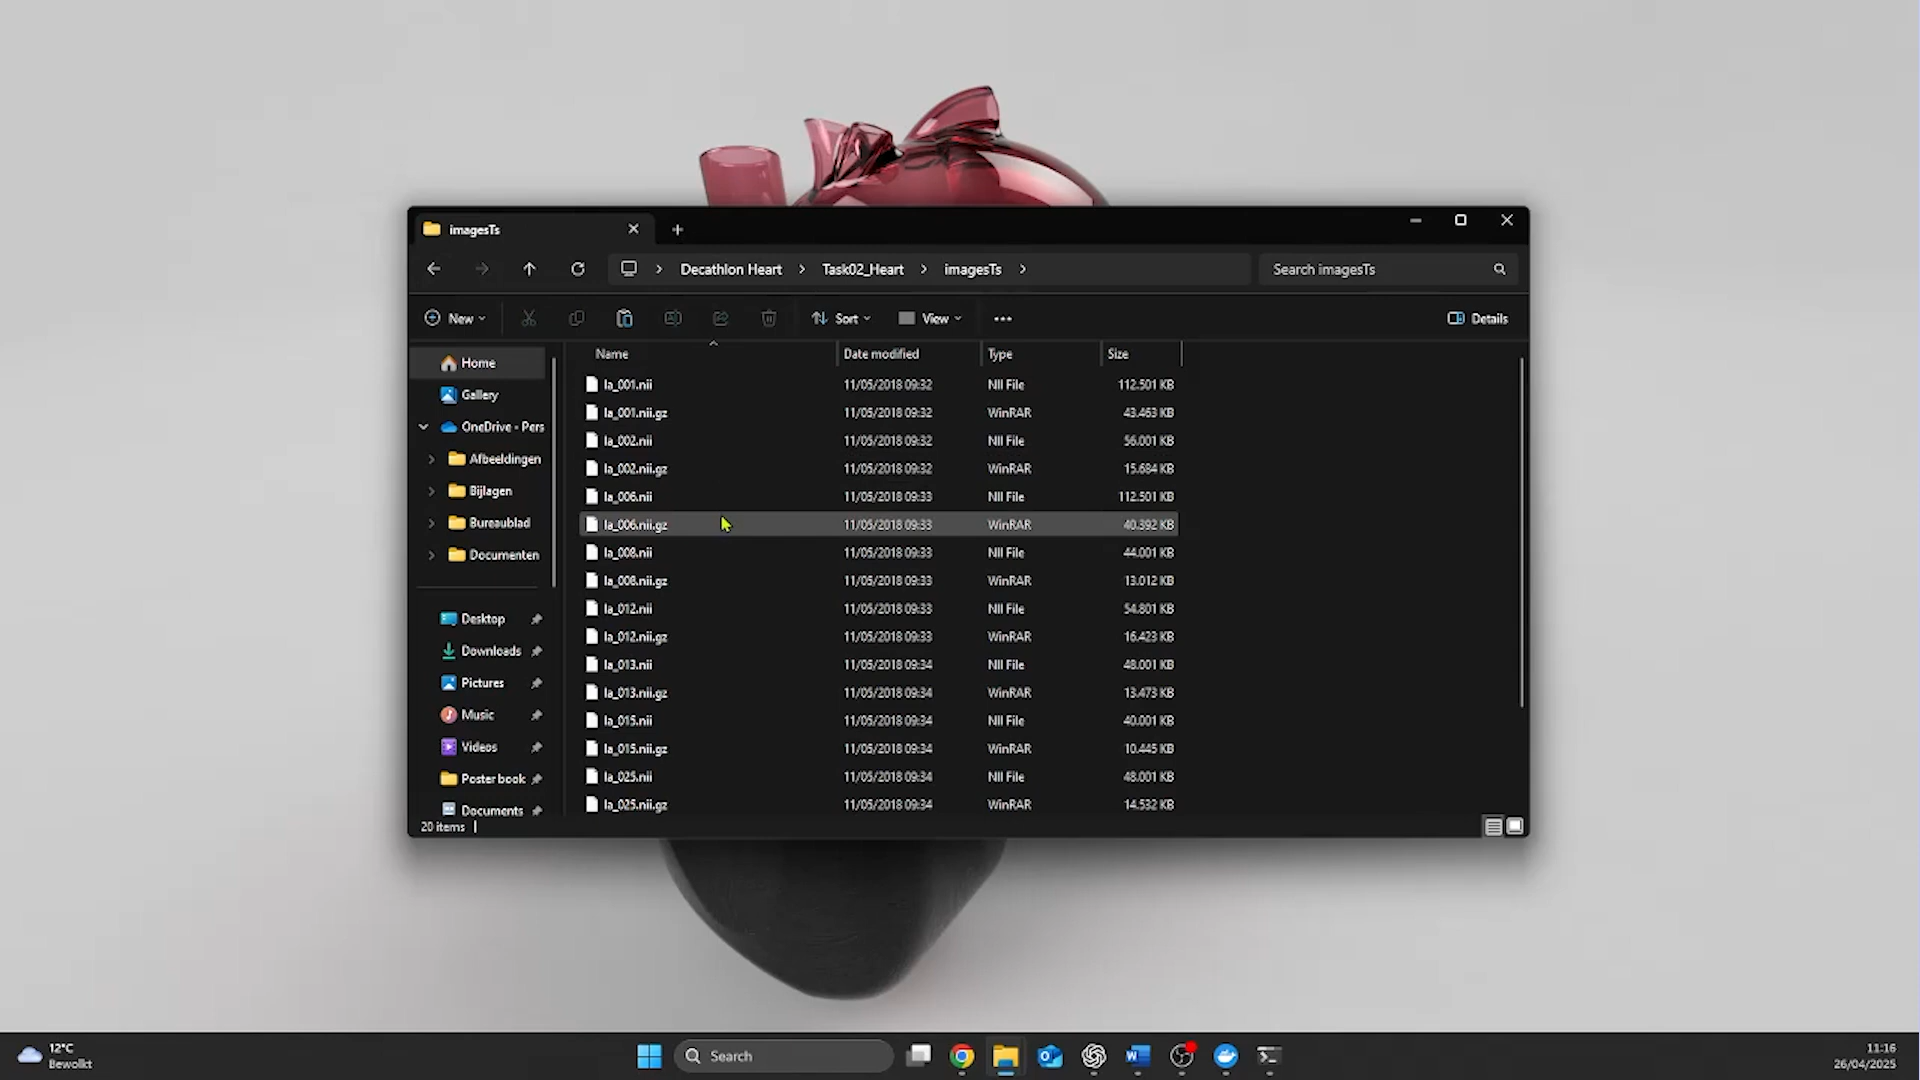 imagesTs
Decathlon Heart
Task02_Heart
imagesTs
Search imagesTs
New
Sort
View
Details
Home
Gallery
OneDrive - Pers
Afbeeldingen
Bijlagen
Bureaublad
Documenten
Desktop
Downloads
Pictures
Music
Videos
Poster book
Documents
Name Date modified Type Size
la_001.nii 11/05/2018 09:32 NII File 112.501 KB
la_001.nii.gz 11/05/2018 09:32 WinRAR 43.463 KB
la_002.nii 11/05/2018 09:32 NII File 56.001 KB
la_002.nii.gz 11/05/2018 09:32 WinRAR 15.684 KB
la_006.nii 11/05/2018 09:33 NII File 112.501 KB
la_006.nii.gz 11/05/2018 09:33 WinRAR 40.392 KB
la_008.nii 11/05/2018 09:33 NII File 44.001 KB
la_008.nii.gz 11/05/2018 09:33 WinRAR 13.012 KB
la_012.nii 11/05/2018 09:33 NII File 54.801 KB
la_012.nii.gz 11/05/2018 09:33 WinRAR 16.423 KB
la_013.nii 11/05/2018 09:34 NII File 48.001 KB
la_013.nii.gz 11/05/2018 09:34 WinRAR 13.473 KB
la_015.nii 11/05/2018 09:34 NII File 40.001 KB
la_015.nii.gz 11/05/2018 09:34 WinRAR 10.445 KB
la_025.nii 11/05/2018 09:34 NII File 48.001 KB
la_025.nii.gz 11/05/2018 09:34 WinRAR 14.532 KB
20 items
12°C
Bewolkt
Search
11:16
26/04/2025